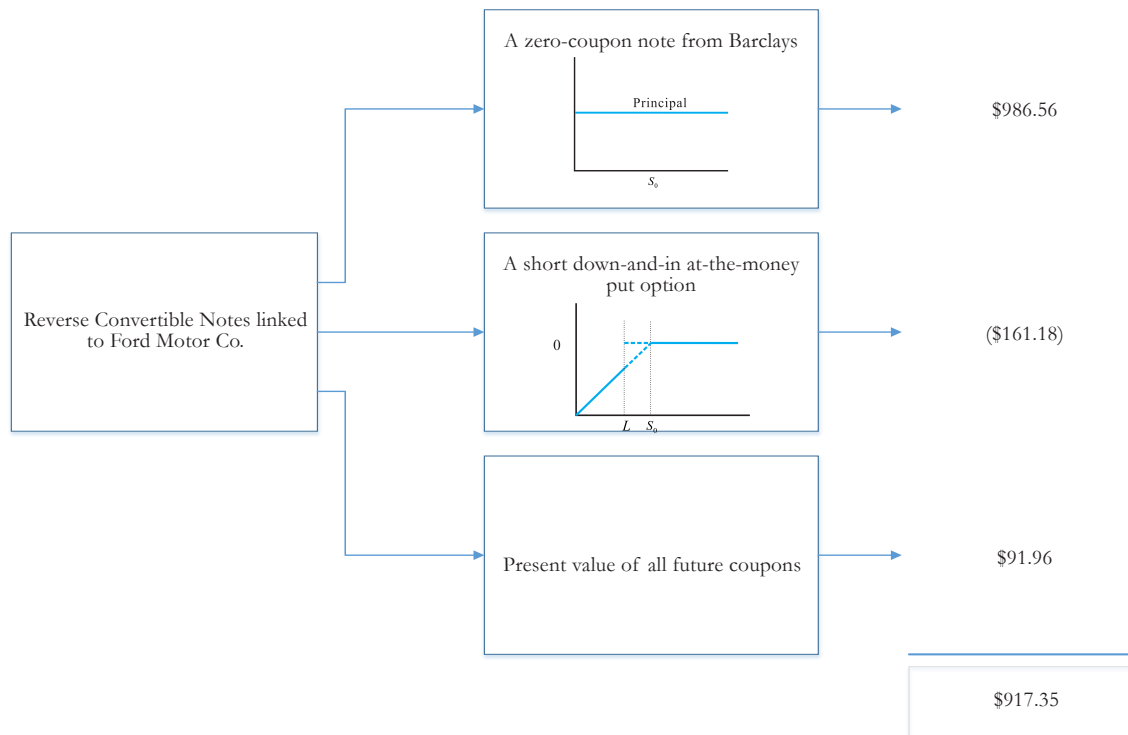 A zero-coupon note from Barclays
Principal
S₀
$986.56
Reverse Convertible Notes linked
to Ford Motor Co.
A short down-and-in at-the-money
put option
0
L S₀
($161.18)
Present value of all future coupons
$91.96
$917.35